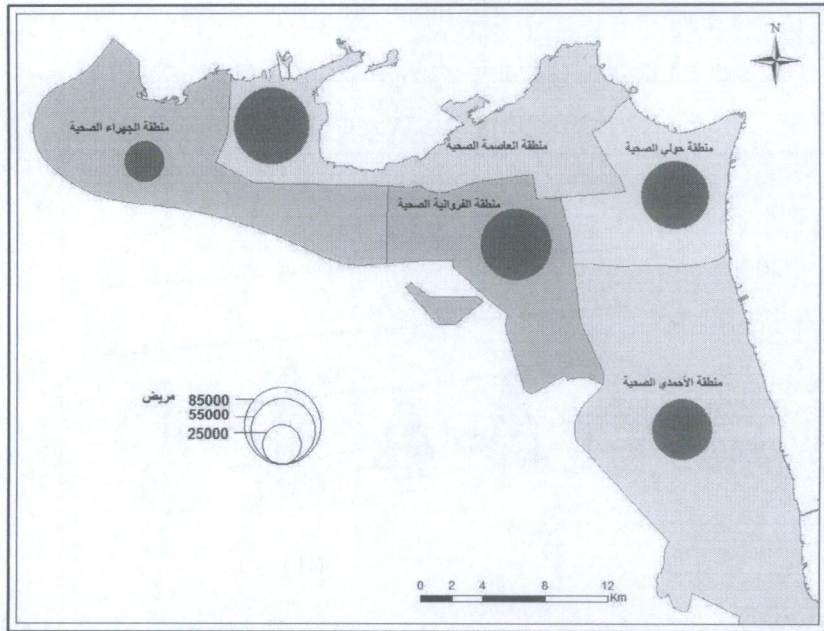 N
منطقة الجهراء الصحية
منطقة العاصمة الصحية
منطقة حولي الصحية
منطقة الفروانية الصحية
منطقة الأحمدي الصحية
مريض
85000
55000
25000
0 2 4 8 12
Km